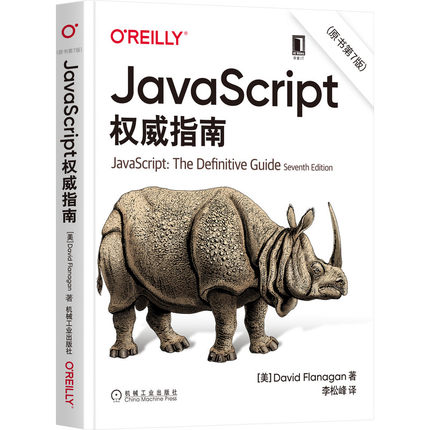 O'REILLY®
(原书第7版)
JavaScript
权威指南
JavaScript: The Definitive Guide Seventh Edition
[美] David Flanagan 著
李松峰 译
机械工业出版社
China Machine Press
(原书第7版)
JavaScript权威指南
[美] David Flanagan 著
机械工业出版社
O'REILLY®